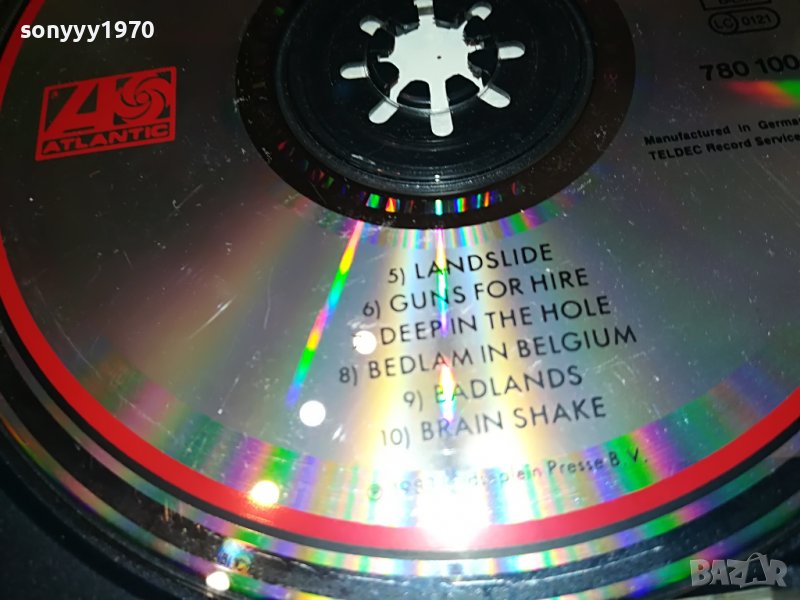 sonyyy1970
LC 0121
780 100
ATLANTIC
Manufactured in German
TELDEC Record Service
5) LANDSLIDE
6) GUNS FOR HIRE
DEEP IN THE HOLE
8) BEDLAM IN BELGIUM
9) BADLANDS
10) BRAIN SHAKE
Presse B.V.
BAZAR